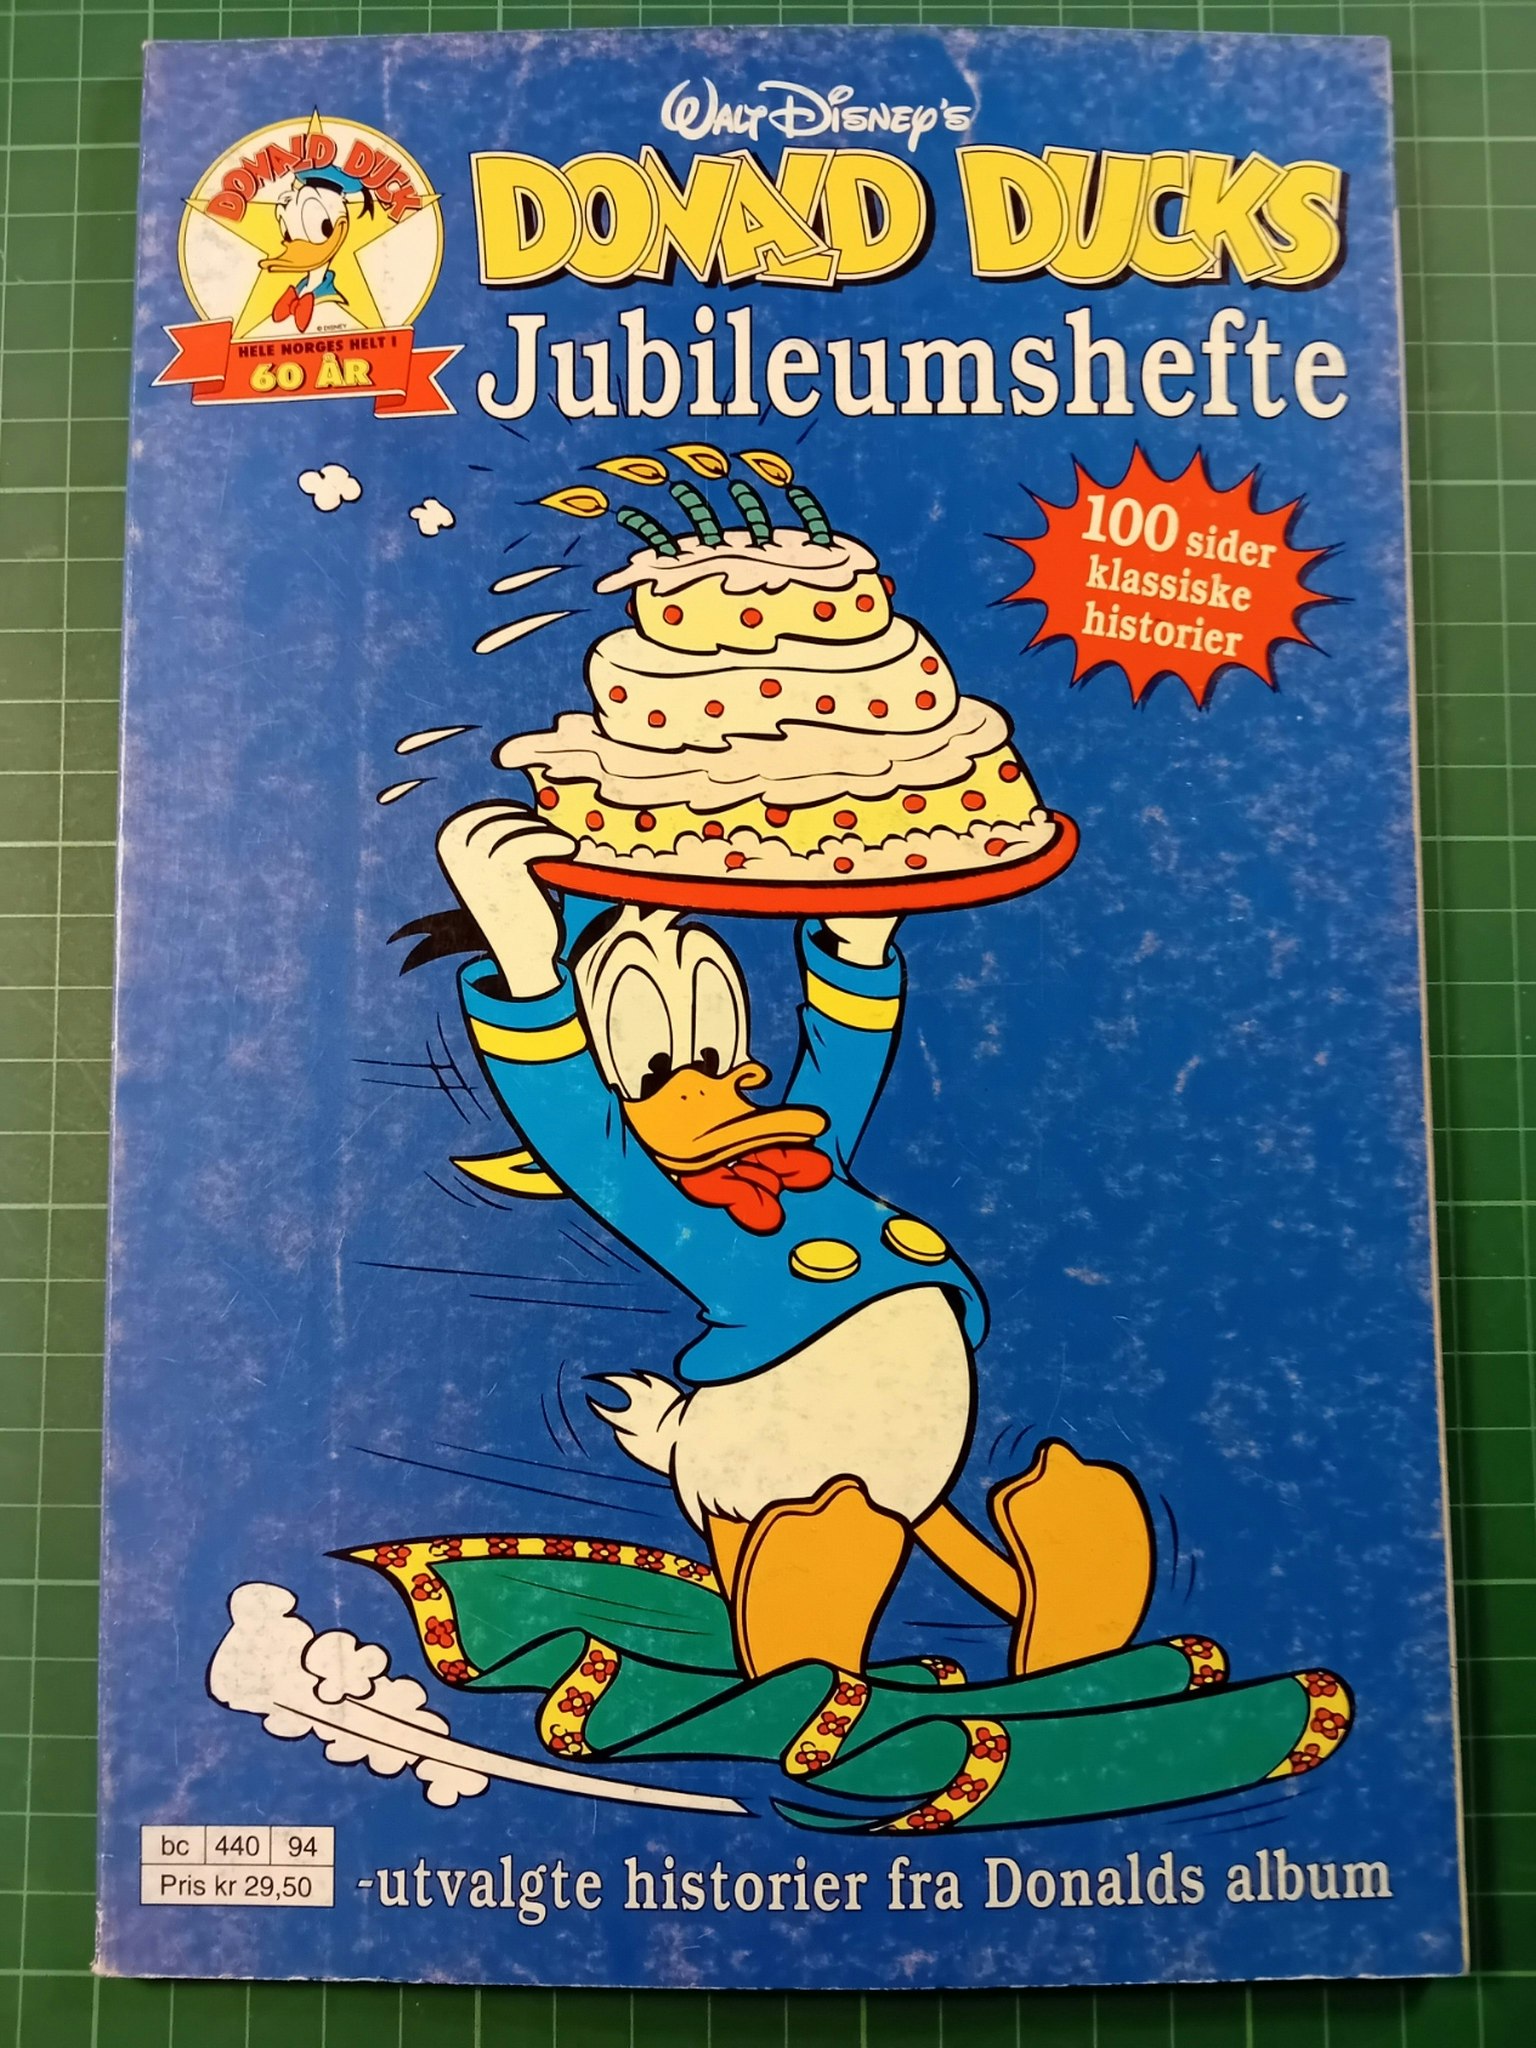 WALT DISNEY'S
DONALD DUCKS
Jubileumshefte
DONALD DUCK
© DISNEY
HELE NORGES HELT I
60 ÅR
100 sider
klassiske
historier
bc 440 94
Pris kr 29,50
-utvalgte historier fra Donalds album